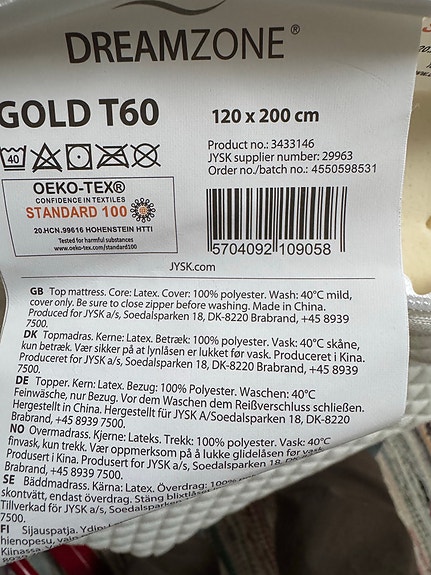 DREAMZONE®
GOLD T60
120 x 200 cm
40
Product no.: 3433146
JYSK supplier number: 29963
Order no./batch no.: 4550598531
OEKO-TEX®
CONFIDENCE IN TEXTILES
STANDARD 100
20.HCN.99616 HOHENSTEIN HTTI
Tested for harmful substances
www.oeko-tex.com/standard100
5704092 109058
JYSK.com
GB Top mattress. Core: Latex. Cover: 100% polyester. Wash: 40°C mild,
cover only. Be sure to close zipper before washing. Made in China.
Produced for JYSK a/s, Soedalsparken 18, DK-8220 Brabrand, +45 8939
7500.
DK Topmadras. Kerne: Latex. Betræk: 100% polyester. Vask: 40°C skåne,
kun betræk. Vær sikker på at lynlåsen er lukket før vask. Produceret i Kina.
Produceret for JYSK a/s, Soedalsparken 18, DK-8220 Brabrand, +45 8939
7500.
DE Topper. Kern: Latex. Bezug: 100% Polyester. Waschen: 40°C
Feinwäsche, nur Bezug. Vor dem Waschen dem Reißverschluss schließen.
Hergestellt in China. Hergestellt für JYSK A/S, Soedalsparken 18, DK-8220
Brabrand, +45 8939 7500.
NO Overmadrass. Kjerne: Lateks. Trekk: 100% polyester. Vask: 40°C
finvask, kun trekk. Vær oppmerksom på å lukke glidelåsen før vask.
Produsert i Kina. Produsert for JYSK a/s, Soedalsparken 18, DK-
Brabrand, +45 8939 7500.
SE Bäddmadrass. Kärna: Latex. Överdrag: 100%
skontvätt, endast överdrag. Stäng blixtlåset
Tillverkad för JYSK a/s, Soedalsparken
7500.
FI Sijauspatja. Ydin:
hienopesu, vain
Kiinassa.